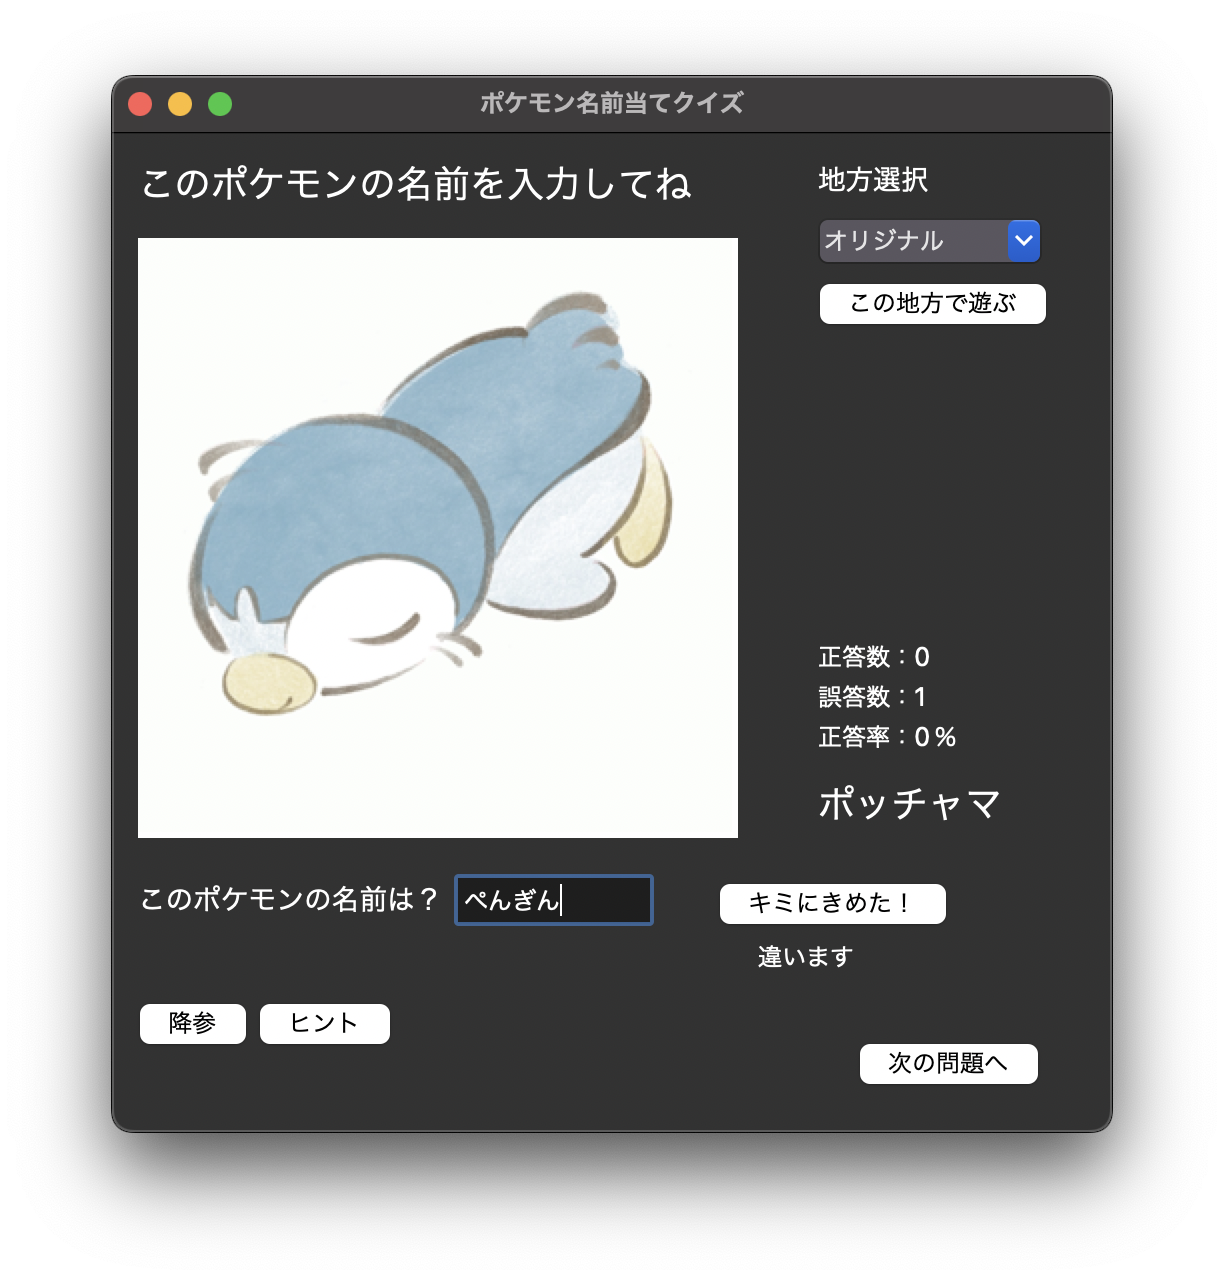 ポケモン名前当てクイズ
このポケモンの名前を入力してね
地方選択
オリジナル
この地方で遊ぶ
正答数：0
誤答数：1
正答率：0％
ポッチャマ
このポケモンの名前は？
ぺんぎん
キミにきめた！
違います
降参
ヒント
次の問題へ